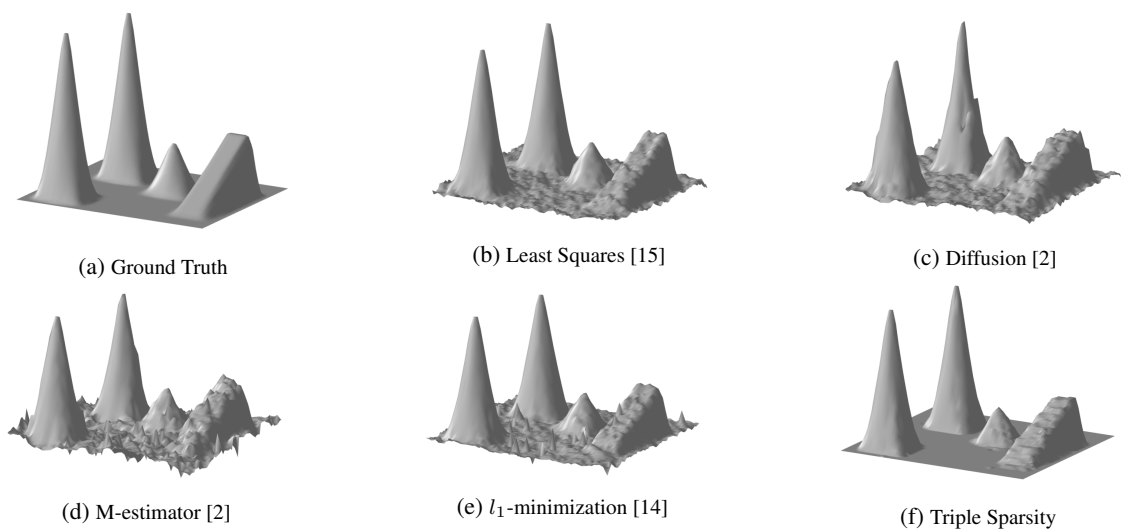 (a) Ground Truth
(b) Least Squares [15]
(c) Diffusion [2]
(d) M-estimator [2]
(e) l₁-minimization [14]
(f) Triple Sparsity